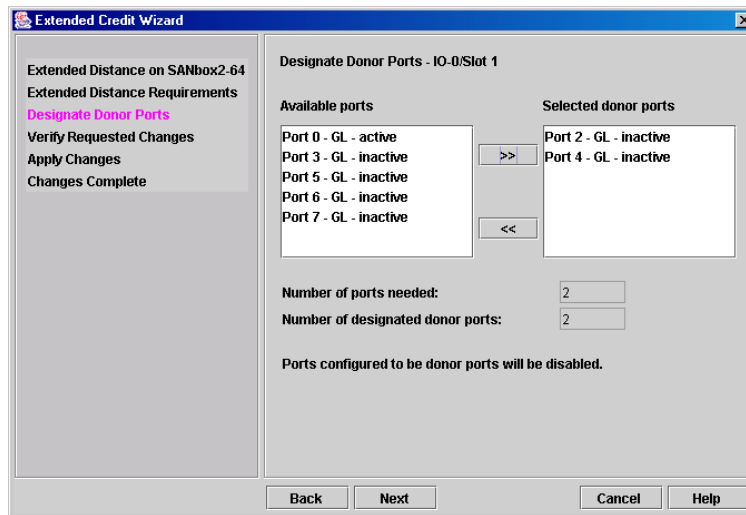 Extended Credit Wizard
Extended Distance on SANbox2-64
Extended Distance Requirements
Designate Donor Ports
Verify Requested Changes
Apply Changes
Changes Complete
Designate Donor Ports - IO-0/Slot 1
Available ports
Selected donor ports
Port 0 - GL - active
Port 3 - GL - inactive
Port 5 - GL - inactive
Port 6 - GL - inactive
Port 7 - GL - inactive
>>
<<
Port 2 - GL - inactive
Port 4 - GL - inactive
Number of ports needed: 2
Number of designated donor ports: 2
Ports configured to be donor ports will be disabled.
Back Next Cancel Help